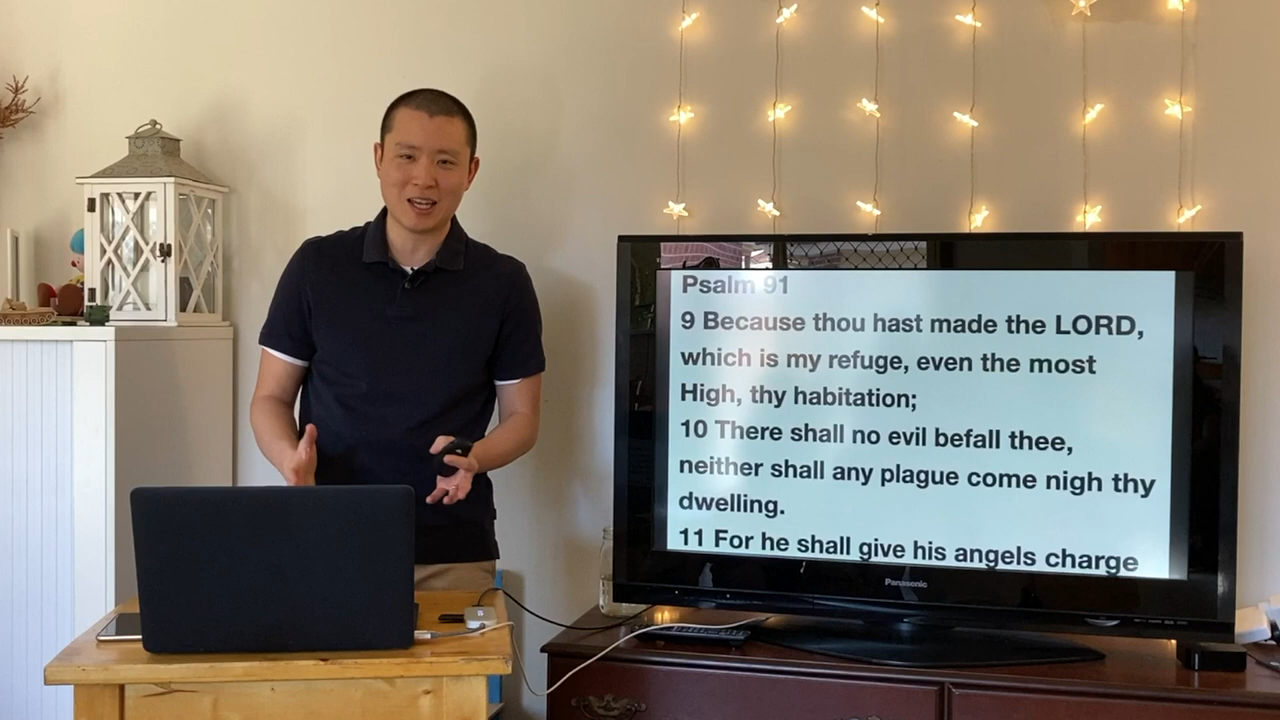 Psalm 91
9 Because thou hast made the LORD,
which is my refuge, even the most
High, thy habitation;
10 There shall no evil befall thee,
neither shall any plague come nigh thy
dwelling.
11 For he shall give his angels charge
Panasonic